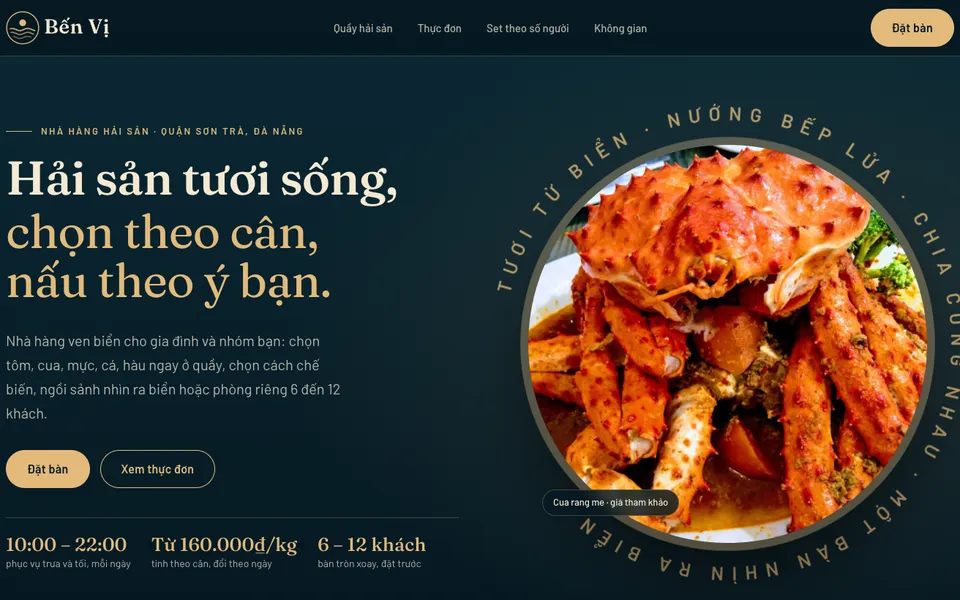 Bến Vị
Quầy hải sản
Thực đơn
Set theo số người
Không gian
Đặt bàn
NHÀ HÀNG HẢI SẢN · QUẬN SƠN TRÀ, ĐÀ NẴNG
Hải sản tươi sống,
chọn theo cân,
nấu theo ý bạn.
Nhà hàng ven biển cho gia đình và nhóm bạn: chọn
tôm, cua, mực, cá, hàu ngay ở quầy, chọn cách chế
biến, ngồi sảnh nhìn ra biển hoặc phòng riêng 6 đến 12
khách.
Đặt bàn
Xem thực đơn
10:00 – 22:00
phục vụ trưa và tối, mỗi ngày
Từ 160.000₫/kg
tính theo cân, đổi theo ngày
6 – 12 khách
bàn tròn xoay, đặt trước
TƯƠI TỪ BIỂN · NƯỚNG BẾP LỬA · CHIA CÙNG NHAU · MỘT BÀN NHÌN RA BIỂN
Cua rang me · giá tham khảo